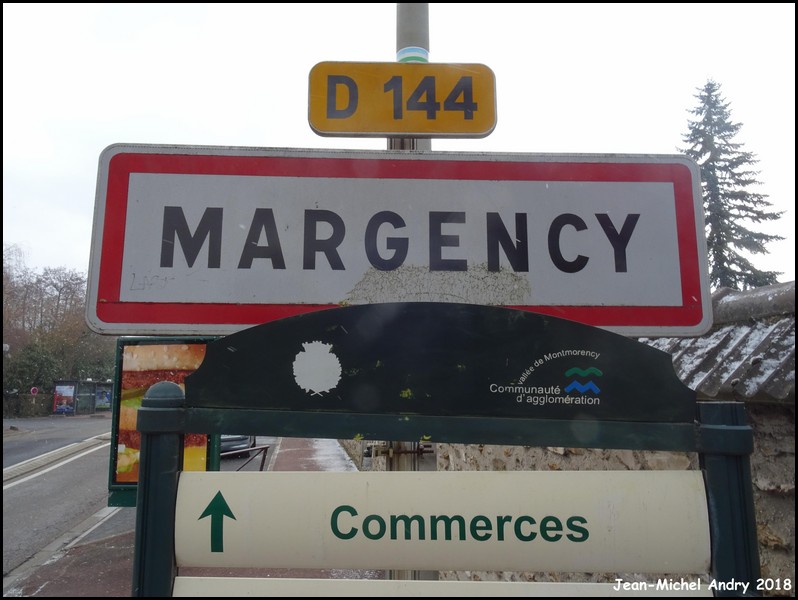 D 144
MARGENCY
vallée de Montmorency
Communauté
d'agglomération
Commerces
Jean-Michel Andry 2018